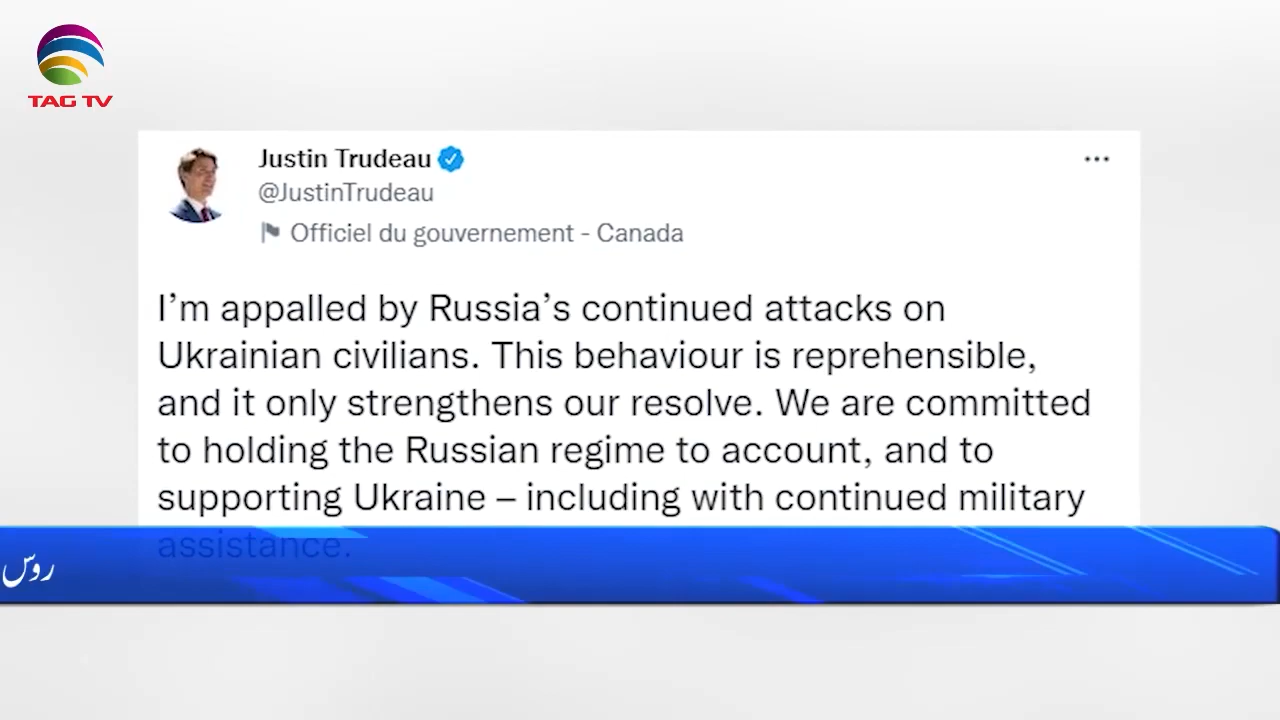 TAG TV
Justin Trudeau
@JustinTrudeau
Officiel du gouvernement - Canada
I’m appalled by Russia’s continued attacks on
Ukrainian civilians. This behaviour is reprehensible,
and it only strengthens our resolve. We are committed
to holding the Russian regime to account, and to
supporting Ukraine – including with continued military
assistance.
روس